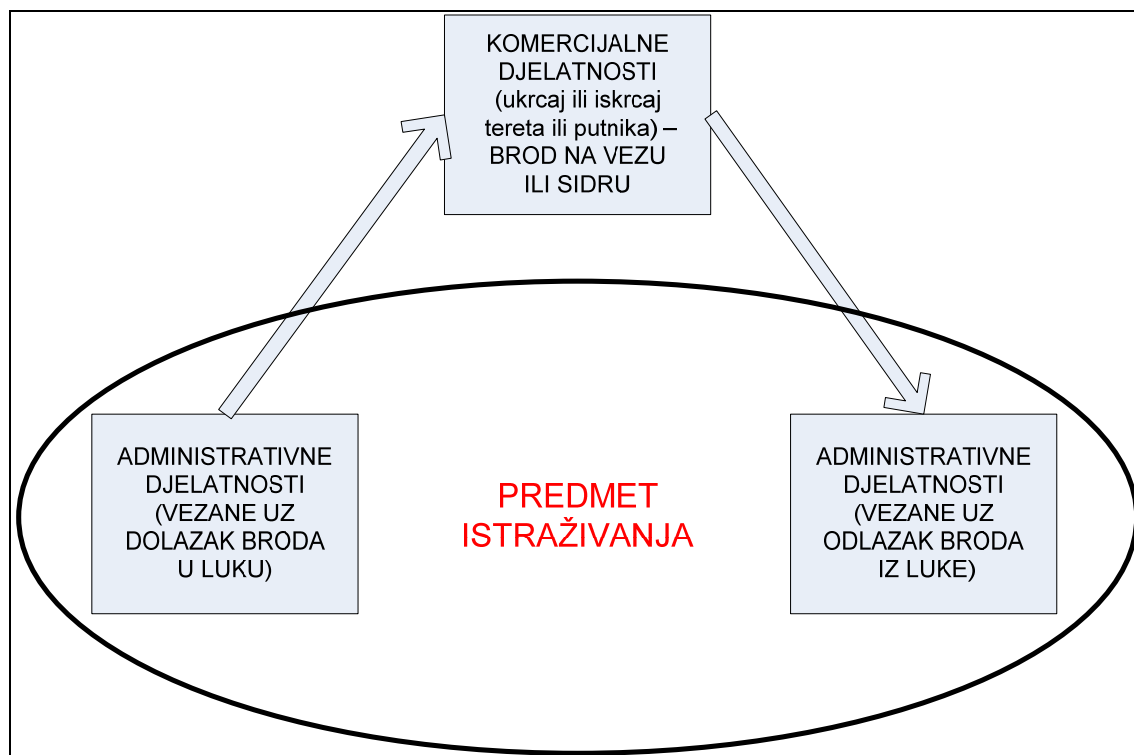 KOMERCIJALNE
DJELATNOSTI
(ukrcaj ili iskrcaj
tereta ili putnika) –
BROD NA VEZU
ILI SIDRU
ADMINISTRATIVNE
DJELATNOSTI
(VEZANE UZ
DOLAZAK BRODA
U LUKU)
PREDMET
ISTRAŽIVANJA
ADMINISTRATIVNE
DJELATNOSTI
(VEZANE UZ
ODLAZAK BRODA
IZ LUKE)